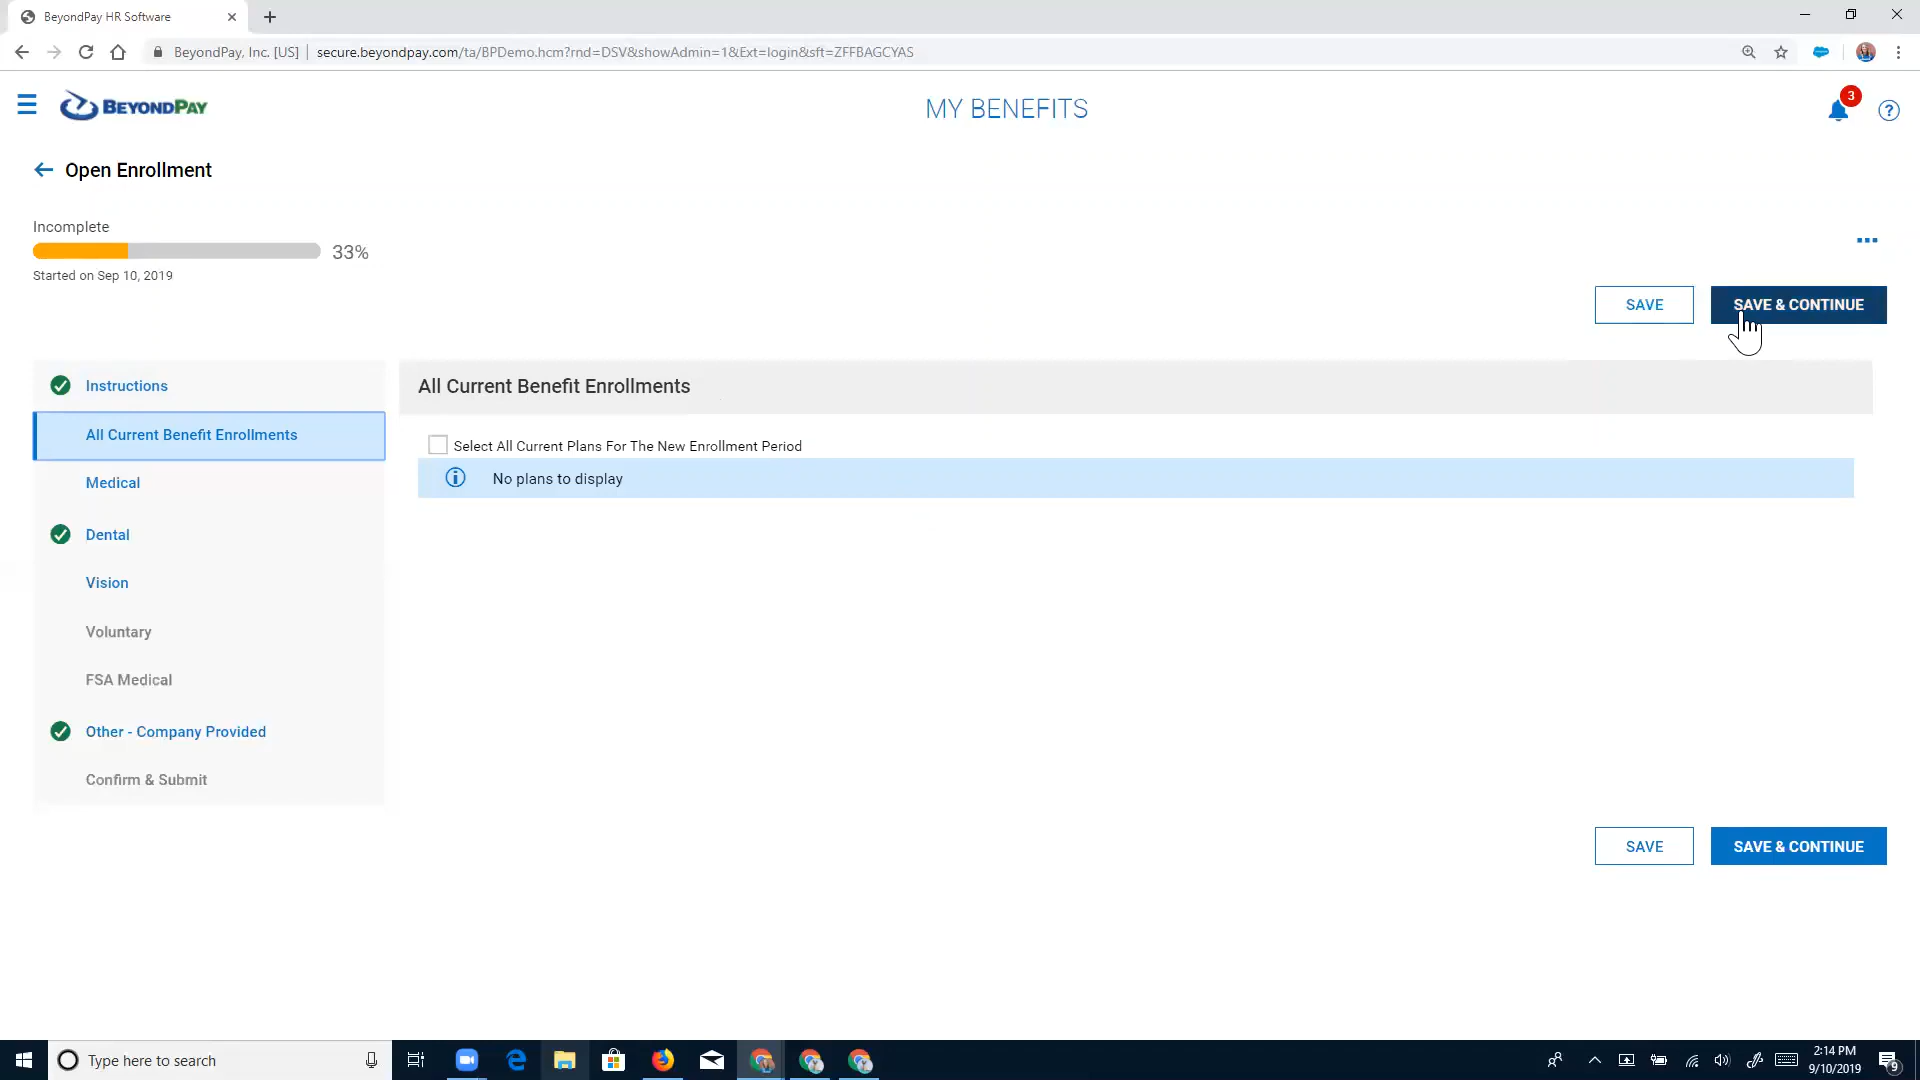 BeyondPay HR Software
BeyondPay, Inc. [US] | secure.beyondpay.com/ta/BPDemo.hcm?rnd=DSV&showAdmin=1&Ext=login&sft=ZFFBAGCYAS
BEYONDPAY
MY BENEFITS
3
?
Open Enrollment
Incomplete
33%
Started on Sep 10, 2019
SAVE
SAVE & CONTINUE
Instructions
All Current Benefit Enrollments
Medical
Dental
Vision
Voluntary
FSA Medical
Other - Company Provided
Confirm & Submit
All Current Benefit Enrollments
Select All Current Plans For The New Enrollment Period
No plans to display
SAVE
SAVE & CONTINUE
Type here to search
2:14 PM
9/10/2019
9